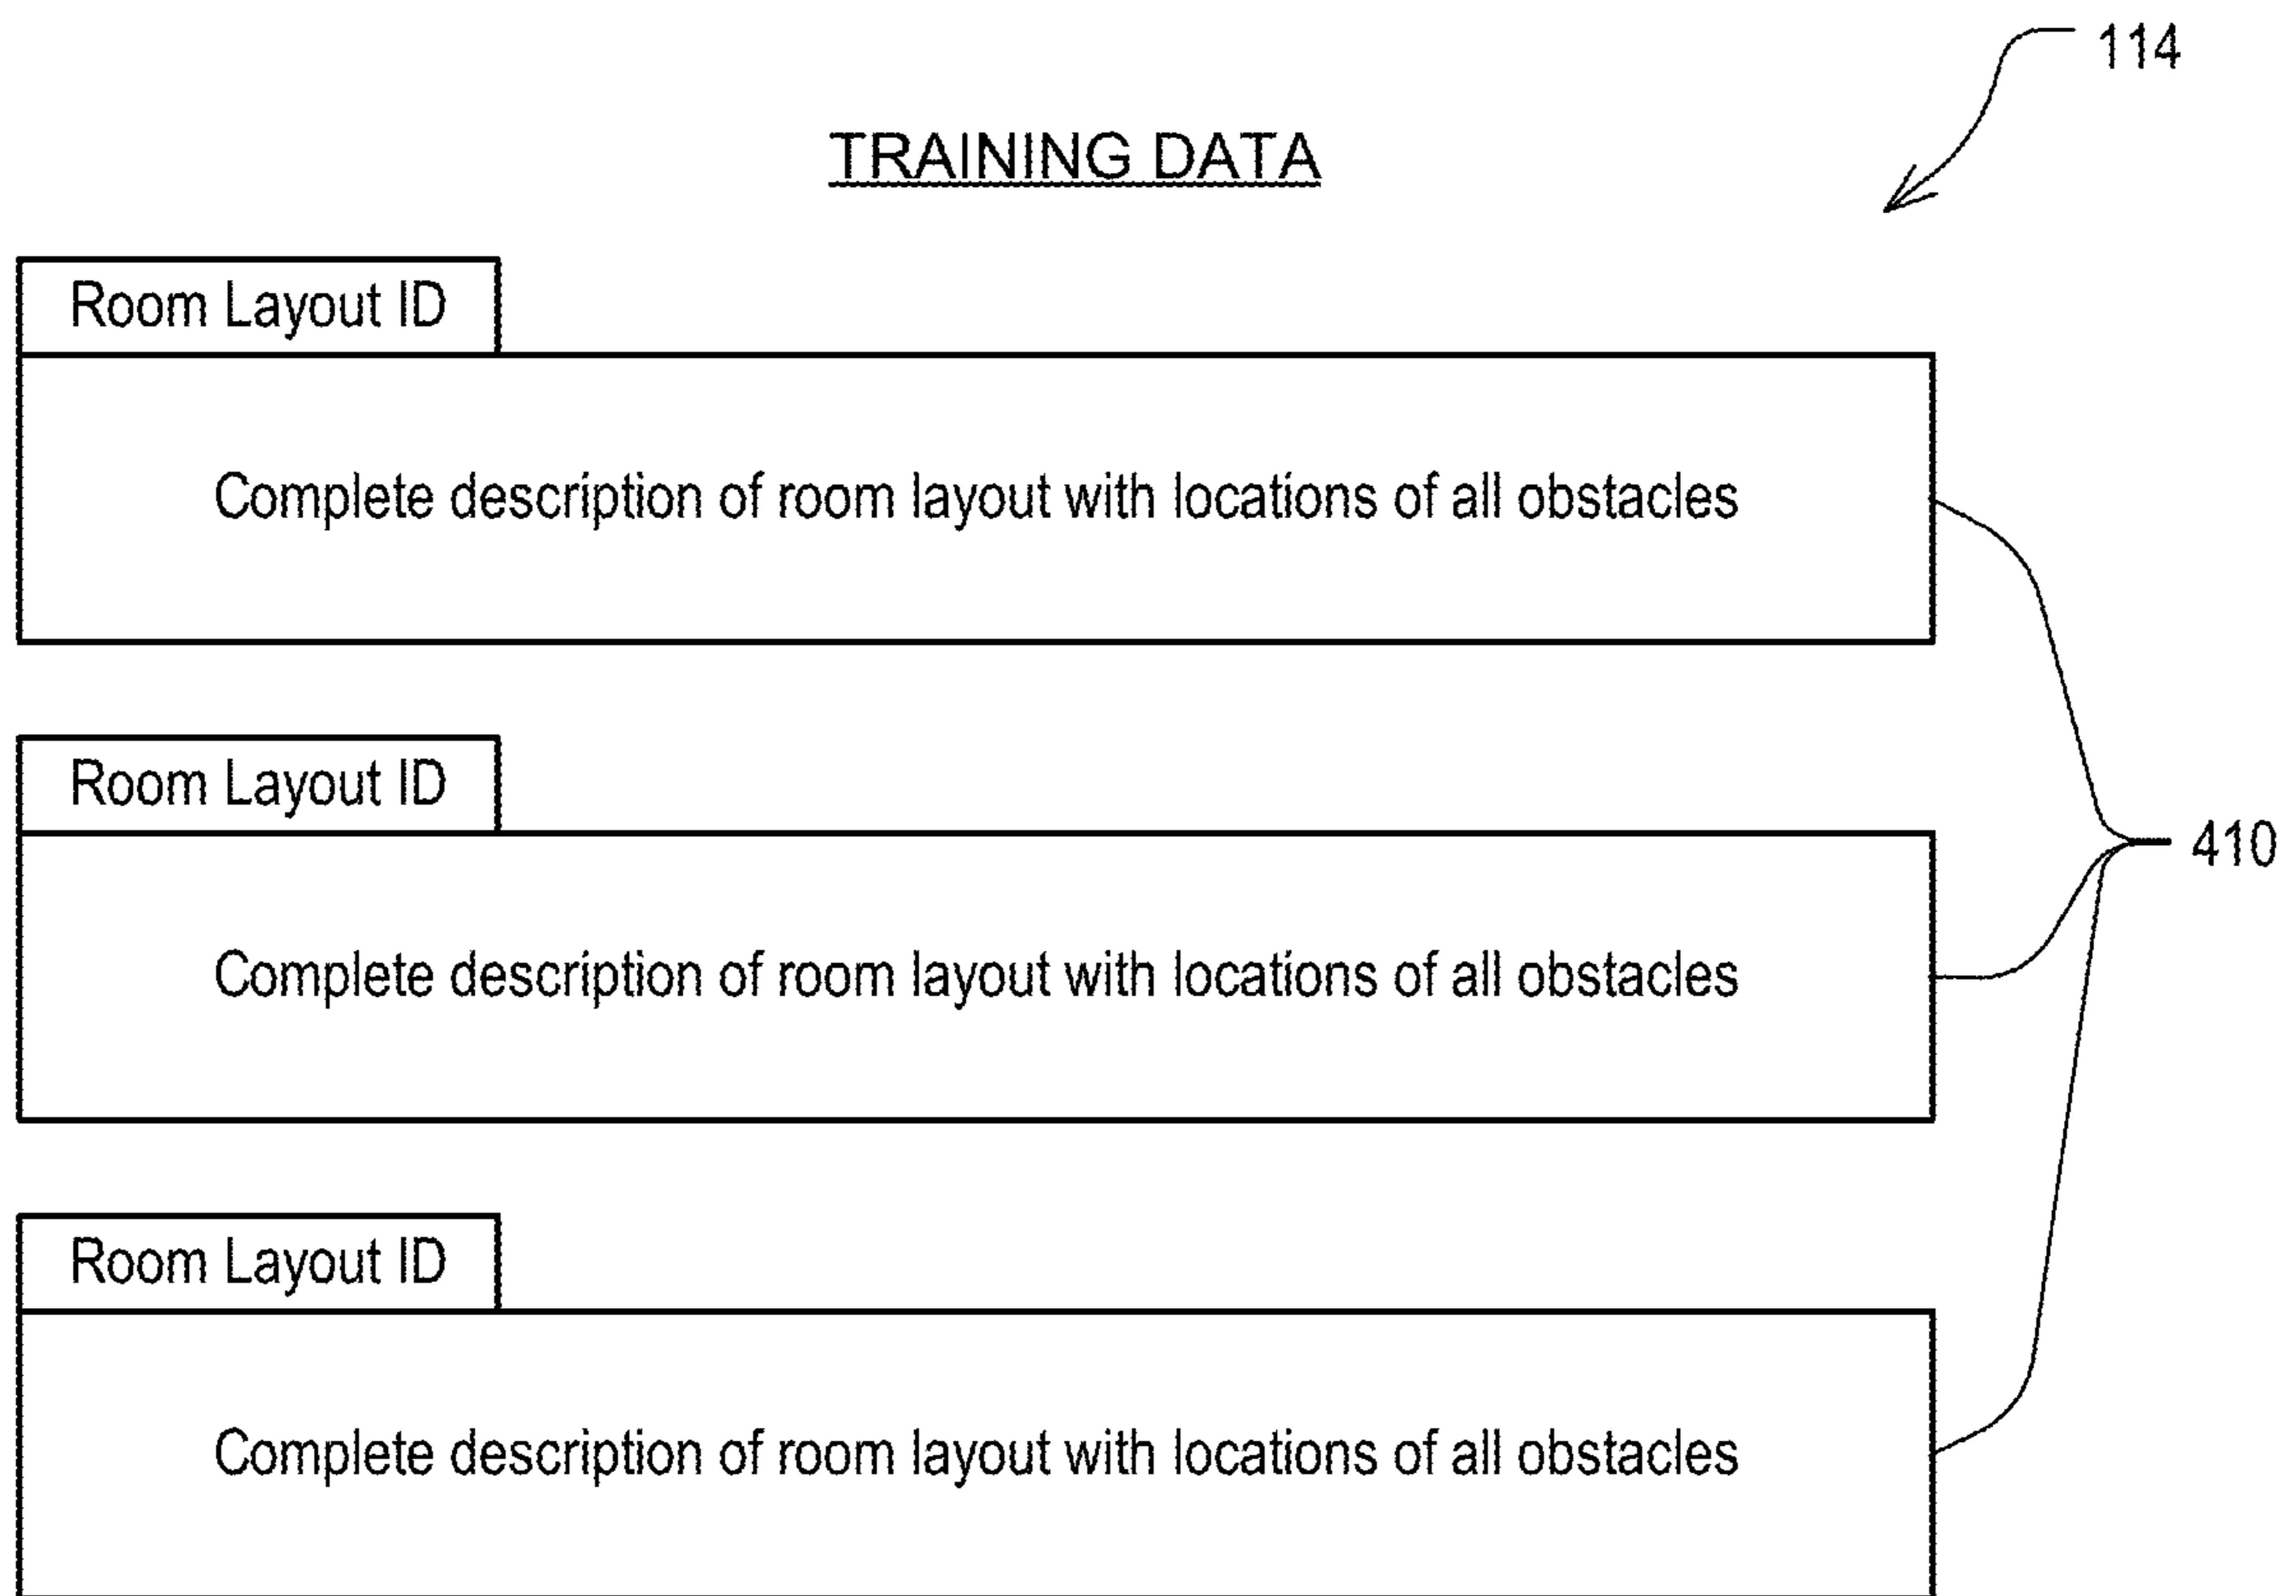 114
TRAINING DATA
Room Layout ID
Complete description of room layout with locations of all obstacles
Room Layout ID
410
Complete description of room layout with locations of all obstacles
Room Layout ID
Complete description of room layout with locations of all obstacles